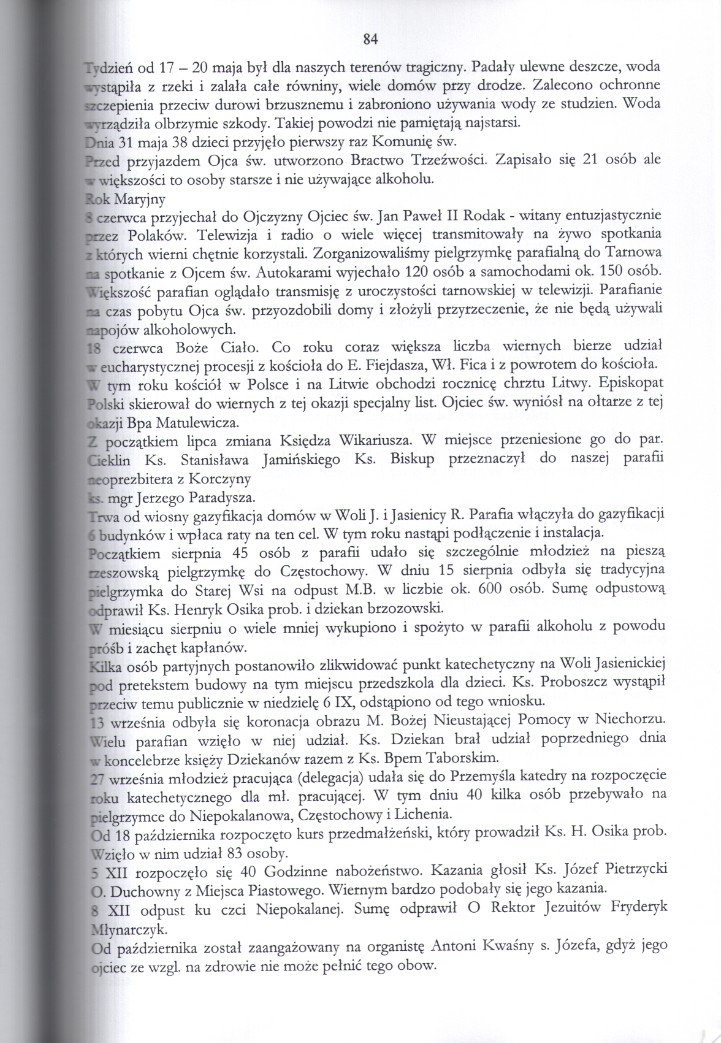 84
Tydzień od 17 – 20 maja był dla naszych terenów tragiczny. Padały ulewne deszcze, woda
wystąpiła z rzeki i zalała całe równiny, wiele domów przy drodze. Zalecono ochronne
szczepienia przeciw durowi brzusznemu i zabroniono używania wody ze studzien. Woda
wyrządziła olbrzymie szkody. Takiej powodzi nie pamiętają najstarsi.
Dnia 31 maja 38 dzieci przyjęło pierwszy raz Komunię św.
Przed przyjazdem Ojca św. utworzono Bractwo Trzeźwości. Zapisało się 21 osób ale
w większości to osoby starsze i nie używające alkoholu.
Rok Maryjny
8 czerwca przyjechał do Ojczyzny Ojciec św. Jan Paweł II Rodak - witany entuzjastycznie
przez Polaków. Telewizja i radio o wiele więcej transmitowały na żywo spotkania
z których wierni chętnie korzystali. Zorganizowaliśmy pielgrzymkę parafialną do Tarnowa
na spotkanie z Ojcem św. Autokarami wyjechało 120 osób a samochodami ok. 150 osób.
Większość parafian oglądało transmisję z uroczystości tarnowskiej w telewizji. Parafianie
na czas pobytu Ojca św. przyozdobili domy i złożyli przyrzeczenie, że nie będą używali
napojów alkoholowych.
18 czerwca Boże Ciało. Co roku coraz większa liczba wiernych bierze udział
w eucharystycznej procesji z kościoła do E. Fiejdasza, Wł. Fica i z powrotem do kościoła.
W tym roku kościół w Polsce i na Litwie obchodzi rocznicę chrztu Litwy. Episkopat
Polski skierował do wiernych z tej okazji specjalny list. Ojciec św. wyniósł na ołtarze z tej
okazji Bpa Matulewicza.
Z początkiem lipca zmiana Księdza Wikariusza. W miejsce przeniesione go do par.
Cieklin Ks. Stanisława Jamińskiego Ks. Biskup przeznaczył do naszej parafii
neoprezbitera z Korczyny
ks. mgr Jerzego Paradysza.
Trwa od wiosny gazyfikacja domów w Woli J. i Jasienicy R. Parafia włączyła do gazyfikacji
6 budynków i wpłaca raty na ten cel. W tym roku nastąpi podłączenie i instalacja.
Początkiem sierpnia 45 osób z parafii udało się szczególnie młodzież na pieszą
rzeszowską pielgrzymkę do Częstochowy. W dniu 15 sierpnia odbyła się tradycyjna
pielgrzymka do Starej Wsi na odpust M.B. w liczbie ok. 600 osób. Sumę odpustową
odprawił Ks. Henryk Osika prob. i dziekan brzozowski.
W miesiącu sierpniu o wiele mniej wykupiono i spożyto w parafii alkoholu z powodu
próśb i zachęt kapłanów.
Kilka osób partyjnych postanowiło zlikwidować punkt katechetyczny na Woli Jasienickiej
pod pretekstem budowy na tym miejscu przedszkola dla dzieci. Ks. Proboszcz wystąpił
przeciw temu publicznie w niedzielę 6 IX, odstąpiono od tego wniosku.
13 września odbyła się koronacja obrazu M. Bożej Nieustającej Pomocy w Niechorzu.
Wielu parafian wzięło w niej udział. Ks. Dziekan brał udział poprzedniego dnia
w koncelebrze księży Dziekanów razem z Ks. Bpem Taborskim.
27 września młodzież pracująca (delegacja) udała się do Przemyśla katedry na rozpoczęcie
roku katechetycznego dla mł. pracującej. W tym dniu 40 kilka osób przebywało na
pielgrzymce do Niepokalanowa, Częstochowy i Lichenia.
Od 18 października rozpoczęto kurs przedmałżeński, który prowadził Ks. H. Osika prob.
Wzięło w nim udział 83 osoby.
5 XII rozpoczęło się 40 Godzinne nabożeństwo. Kazania głosił Ks. Józef Pietrzycki
O. Duchowny z Miejsca Piastowego. Wiernym bardzo podobały się jego kazania.
8 XII odpust ku czci Niepokalanej. Sumę odprawił O Rektor Jezuitów Fryderyk
Młynarczyk.
Od października został zaangażowany na organistę Antoni Kwaśny s. Józefa, gdyż jego
ojciec ze wzgl. na zdrowie nie może pełnić tego obow.